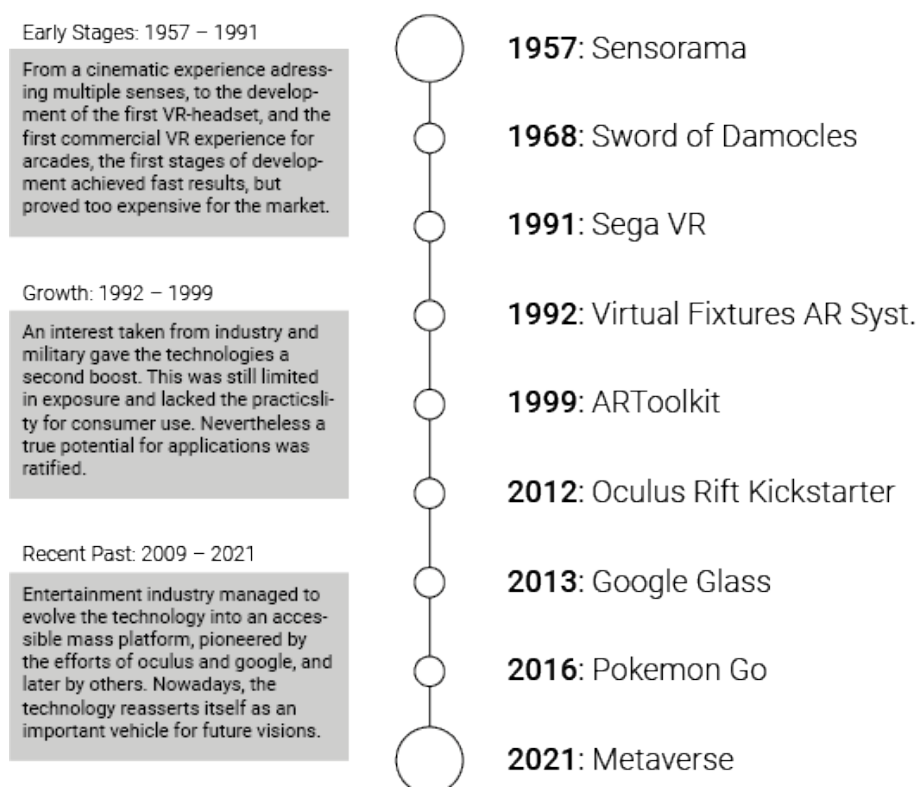 Early Stages: 1957 – 1991
From a cinematic experience adress-
ing multiple senses, to the develop-
ment of the first VR-headset, and the
first commercial VR experience for
arcades, the first stages of develop-
ment achieved fast results, but
proved too expensive for the market.
Growth: 1992 – 1999
An interest taken from industry and
military gave the technologies a
second boost. This was still limited
in exposure and lacked the practicsli-
ty for consumer use. Nevertheless a
true potential for applications was
ratified.
Recent Past: 2009 – 2021
Entertainment industry managed to
evolve the technology into an acces-
sible mass platform, pioneered by
the efforts of oculus and google, and
later by others. Nowadays, the
technology reasserts itself as an
important vehicle for future visions.
1957: Sensorama
1968: Sword of Damocles
1991: Sega VR
1992: Virtual Fixtures AR Syst.
1999: ARToolkit
2012: Oculus Rift Kickstarter
2013: Google Glass
2016: Pokemon Go
2021: Metaverse